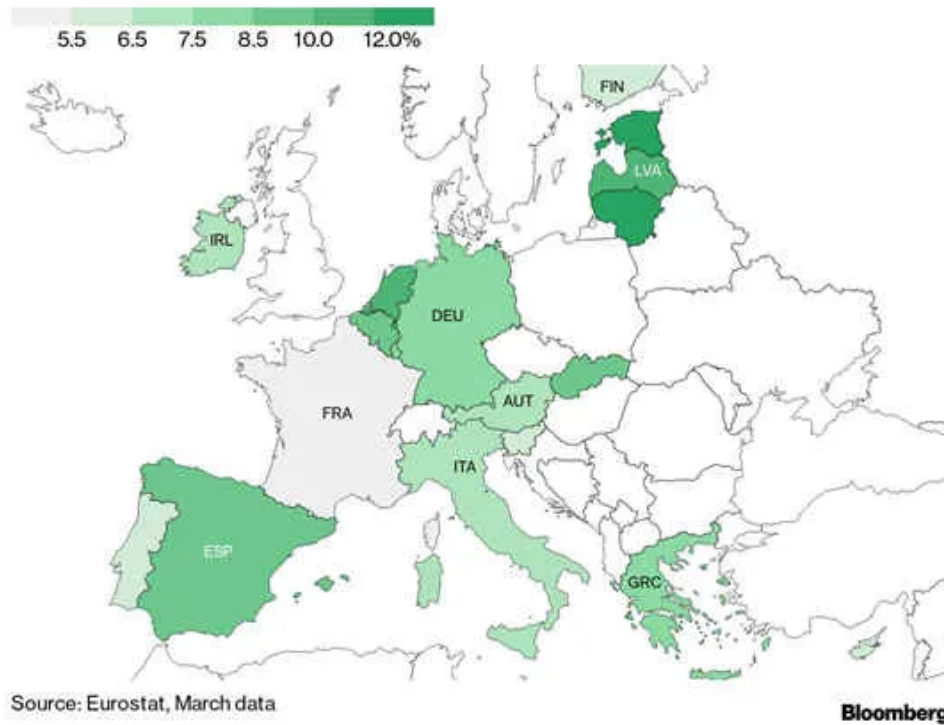 5.5 6.5 7.5 8.5 10.0 12.0%
FIN
LVA
IRL
DEU
AUT
FRA
ITA
ESP
GRC
Source: Eurostat, March data
Bloomberg